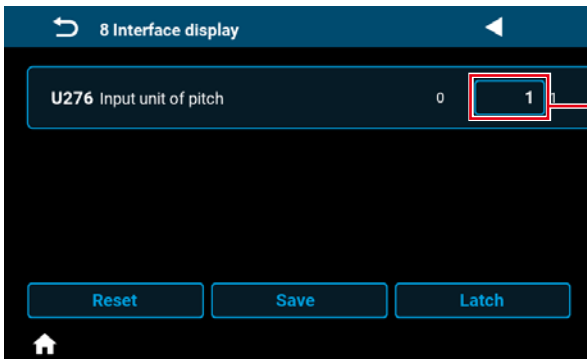 8 Interface display
U276 Input unit of pitch 0 1 1
Reset Save Latch